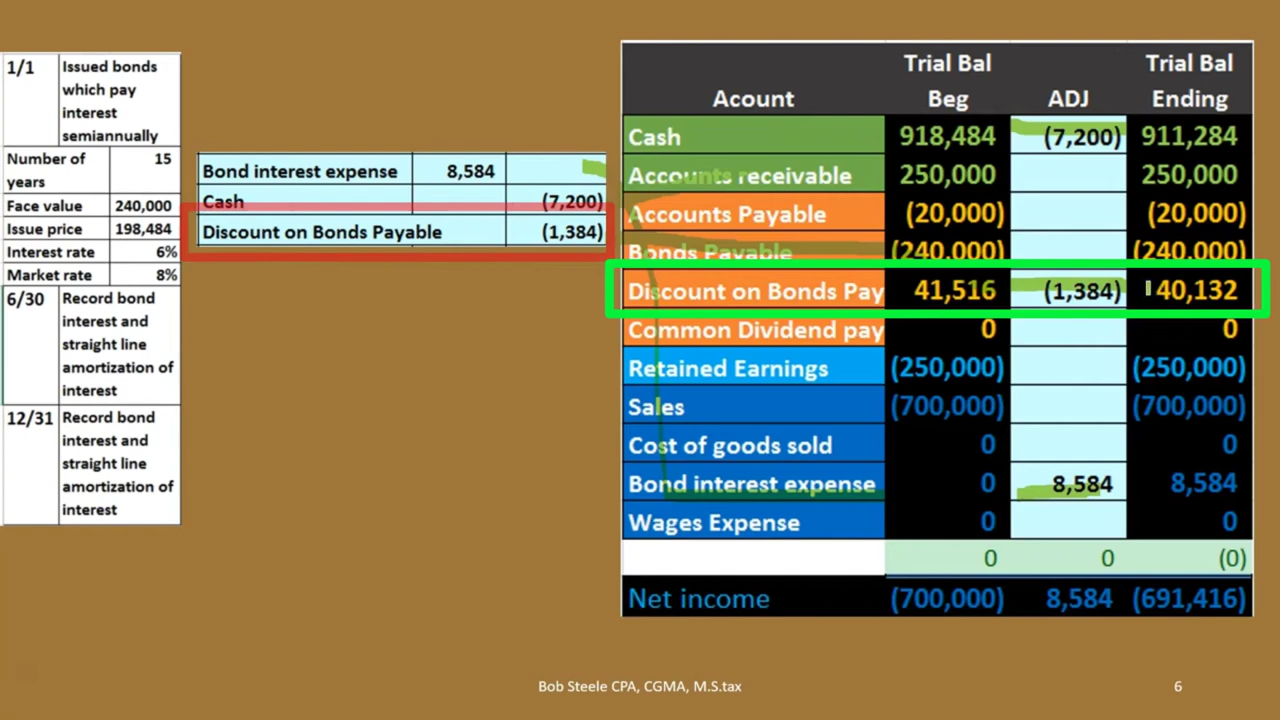 1/1 Issued bonds
which pay
interest
semiannually
Number of 15
years
Face value 240,000
Issue price 198,484
Interest rate 6%
Market rate 8%
6/30 Record bond
interest and
straight line
amortization of
interest
12/31 Record bond
interest and
straight line
amortization of
interest
Bond interest expense 8,584
Cash (7,200)
Discount on Bonds Payable (1,384)
Trial Bal Trial Bal
Acount Beg ADJ Ending
Cash 918,484 (7,200) 911,284
Accounts receivable 250,000 250,000
Accounts Payable (20,000) (20,000)
Bonds Payable (240,000) (240,000)
Discount on Bonds Pay 41,516 (1,384) 40,132
Common Dividend pay 0 0
Retained Earnings (250,000) (250,000)
Sales (700,000) (700,000)
Cost of goods sold 0 0
Bond interest expense 0 8,584 8,584
Wages Expense 0 0
0 0 (0)
Net income (700,000) 8,584 (691,416)
Bob Steele CPA, CGMA, M.S.tax 6